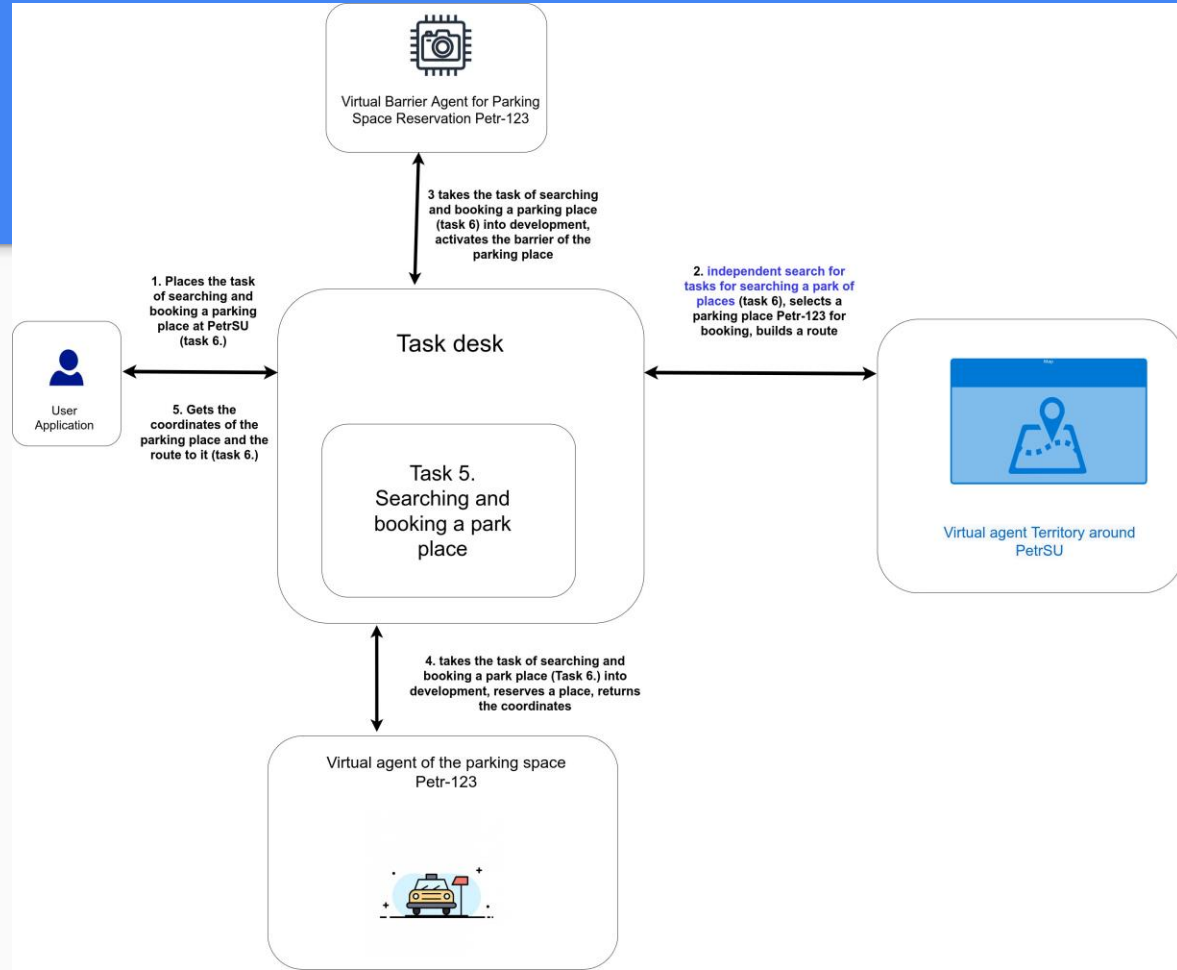 Virtual Barrier Agent for Parking
Space Reservation Petr-123
3 takes the task of searching
and booking a parking place
(task 6) into development,
activates the barrier of the
parking place
1. Places the task
of searching and
booking a parking
place at PetrSU
(task 6.)
2. independent search for
tasks for searching a park of
places (task 6), selects a
parking place Petr-123 for
booking, builds a route
Task desk
User
Application
5. Gets the
coordinates of the
parking place and the
route to it (task 6.)
Task 5.
Searching and
booking a park
place
Virtual agent Territory around
PetrSU
4. takes the task of searching and
booking a park place (Task 6.) into
development, reserves a place, returns
the coordinates
Virtual agent of the parking space
Petr-123